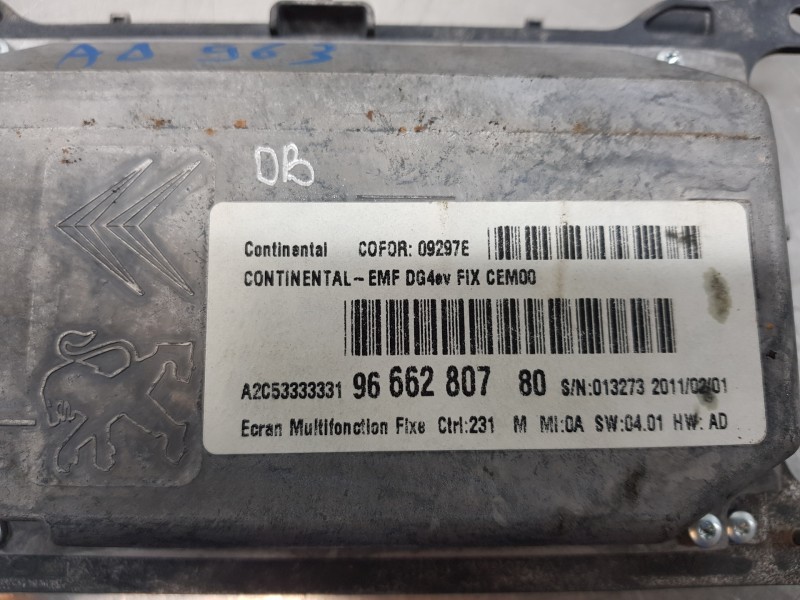 AD 963
DB
Continental COFOR: 09297E
CONTINENTAL-EMF DG4ev FIX CEM00
A2C53333331 96 662 807 80 S/N:013273 2011/02/01
Ecran Multifonction Fixe Ctrl:231 M MI:0A SW:04.01 HW: AD